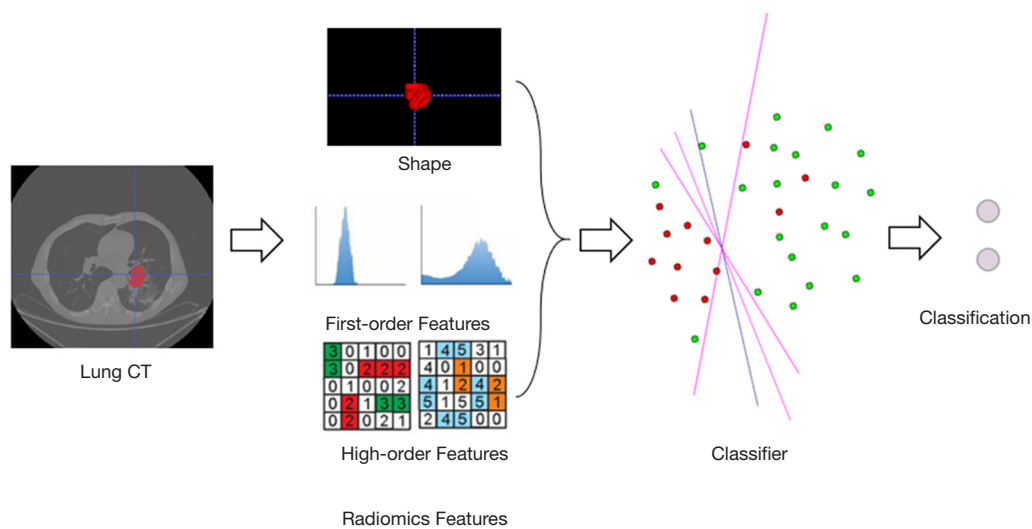 Shape
First-order Features
3 0 1 0 0
3 0 2 2 2
0 1 0 0 2
0 2 1 3 3
0 2 0 2 1
1 4 5 3 1
4 0 1 0 0
4 1 2 4 2
5 1 5 5 1
2 4 5 0 0
High-order Features
Radiomics Features
Lung CT
Classifier
Classification